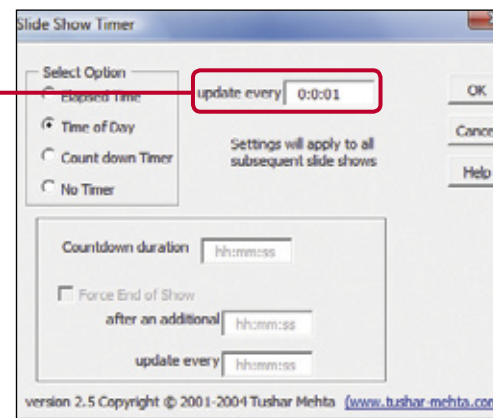 Slide Show Timer
Select Option
Elapsed Time
Time of Day
Count down Timer
No Timer
update every 0:0:01
Settings will apply to all
subsequent slide shows
OK
Cance
Help
Countdown duration hh:mm:ss
Force End of Show
after an additional hh:mm:ss
update every hh:mm:ss
version 2.5 Copyright © 2001-2004 Tushar Mehta (www.tushar-mehta.com